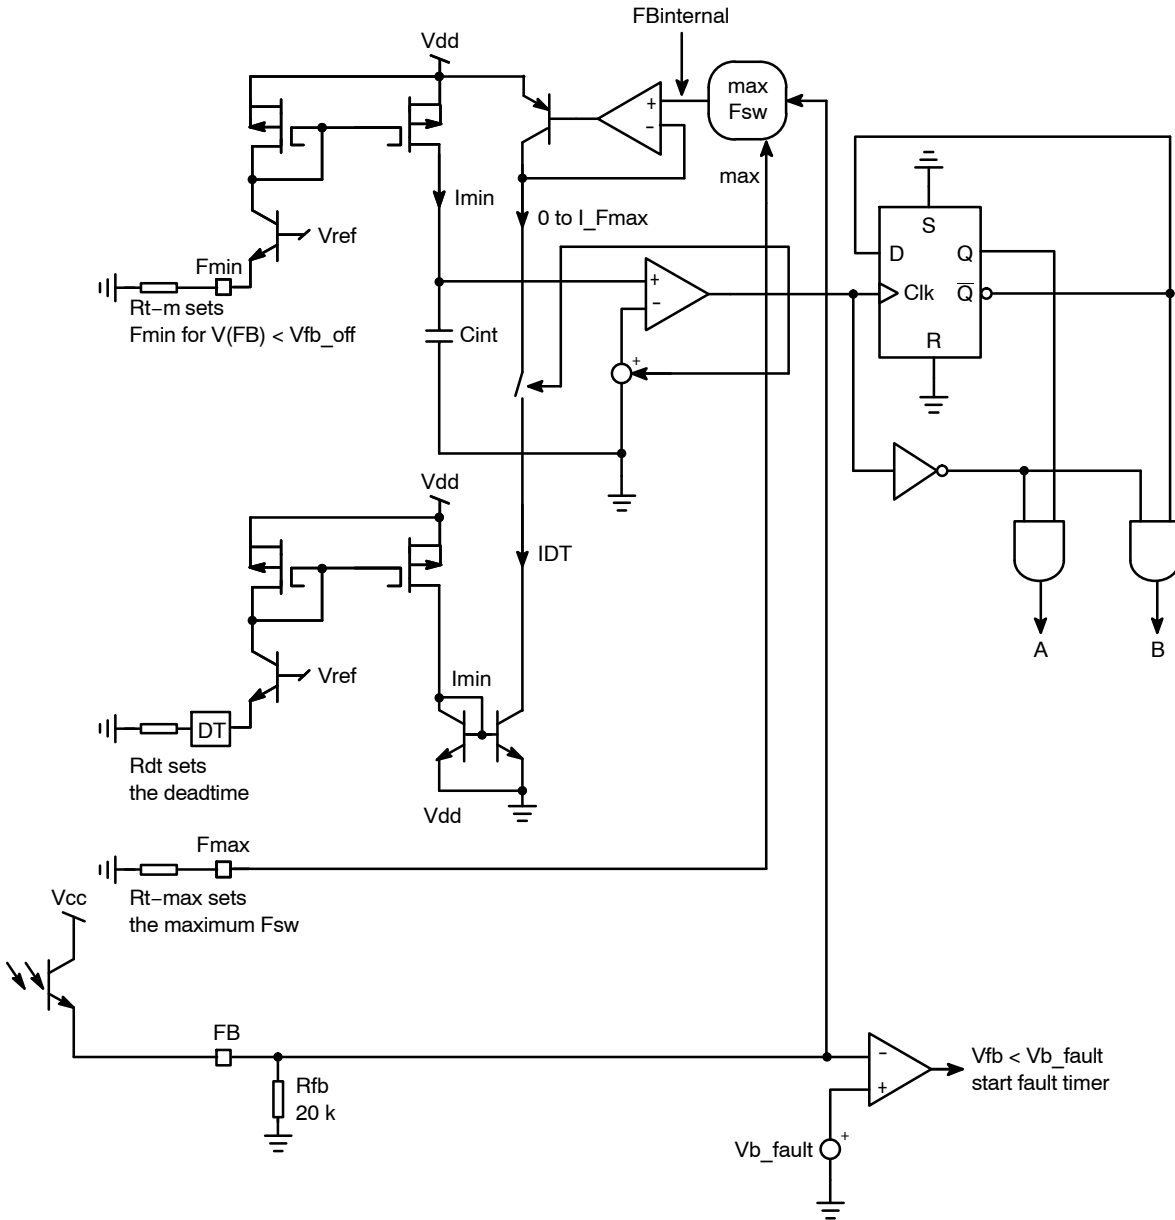 FBinternal
Vdd
max
Fsw
+
−
max
Imin
0 to I_Fmax
Vref
Fmin
Rt−m sets
Fmin for V(FB) < Vfb_off
+
−
Cint
+
S
D
Q
Clk
Q
R
Vdd
IDT
A
B
Vref
Imin
DT
Rdt sets
the deadtime
Vdd
Fmax
Rt−max sets
the maximum Fsw
Vcc
FB
Rfb
20 k
−
+
Vfb < Vb_fault
start fault timer
Vb_fault
+